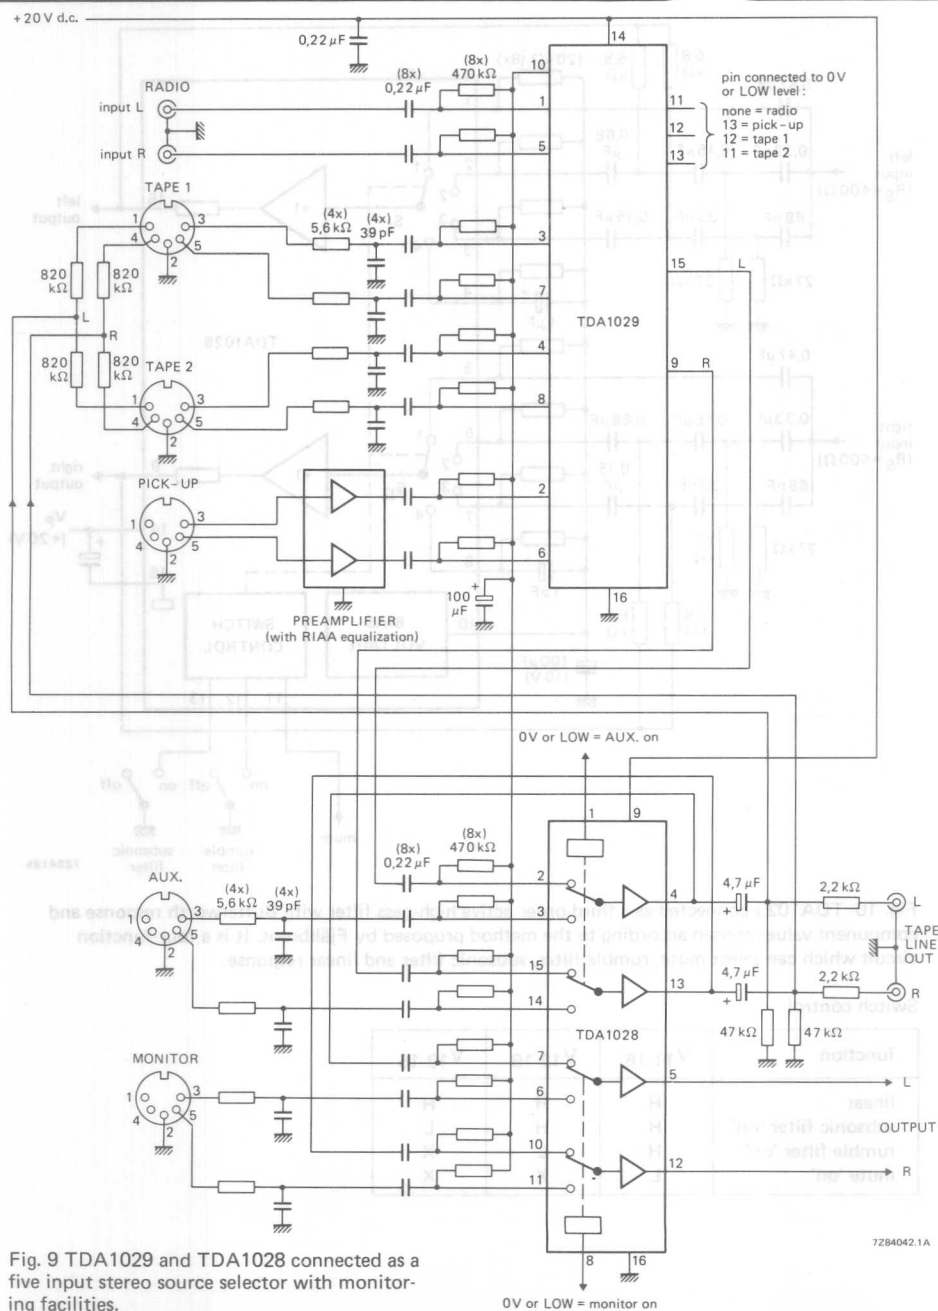 + 20 V d.c.
0,22 µF
14
(8x)
0,22 µF
(8x)
470 kΩ
10
RADIO
input L
input R
1
5
11
12
13
pin connected to 0 V
or LOW level :
none = radio
13 = pick-up
12 = tape 1
11 = tape 2
TAPE 1
1
3
4
5
2
(4x)
5,6 kΩ
(4x)
39 pF
3
7
15
L
820
kΩ
820
kΩ
L
R
TDA1029
820
kΩ
820
kΩ
4
8
9
R
TAPE 2
1
3
4
5
2
PICK-UP
1
3
4
5
2
2
6
100
µF
+
16
PREAMPLIFIER
(with RIAA equalization)
0V or LOW = AUX. on
1
9
(8x)
0,22 µF
(8x)
470 kΩ
AUX.
1
3
4
5
2
(4x)
5,6 kΩ
(4x)
39 pF
2
3
4
4,7 µF
+
2,2 kΩ
L
TAPE
LINE
OUT
15
14
13
4,7 µF
+
2,2 kΩ
R
TDA1028
47 kΩ
47 kΩ
MONITOR
1
3
4
5
2
7
6
5
L
OUTPUT
10
11
12
R
8
16
0V or LOW = monitor on
7Z84042.1A
Fig. 9 TDA1029 and TDA1028 connected as a
five input stereo source selector with monitor-
ing facilities.